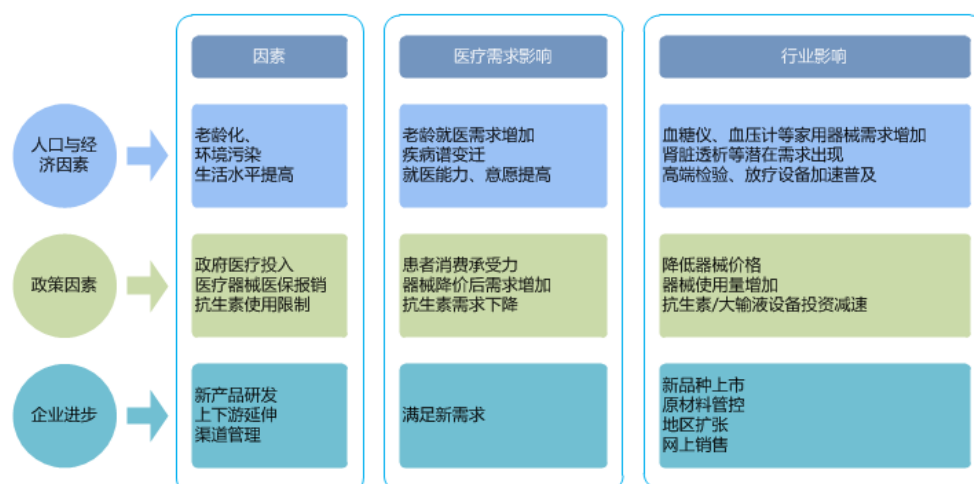 因素
医疗需求影响
行业影响
人口与经
济因素
老龄化、
环境污染
生活水平提高
老龄就医需求增加
疾病谱变迁
就医能力、意愿提高
血糖仪、血压计等家用器械需求增加
肾脏透析等潜在需求出现
高端检验、放疗设备加速普及
政策因素
政府医疗投入
医疗器械医保报销
抗生素使用限制
患者消费承受力
器械降价后需求增加
抗生素需求下降
降低器械价格
器械使用量增加
抗生素/大输液设备投资减速
企业进步
新产品研发
上下游延伸
渠道管理
满足新需求
新品种上市
原材料管控
地区扩张
网上销售